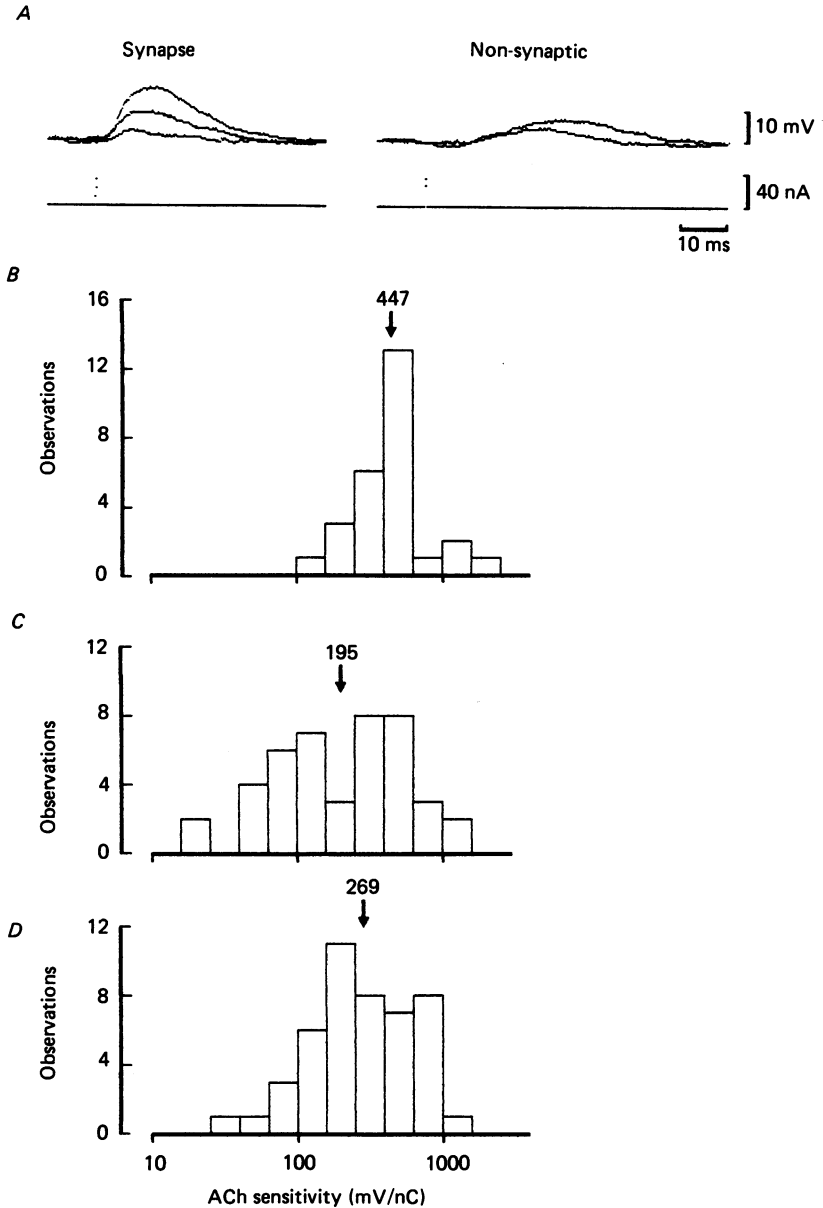 A
Synapse
Non-synaptic
10 mV
40 nA
10 ms
B
447
16
12
8
4
0
Observations
C
195
12
8
4
0
Observations
D
269
12
8
4
0
Observations
10 100 1000
ACh sensitivity (mV/nC)